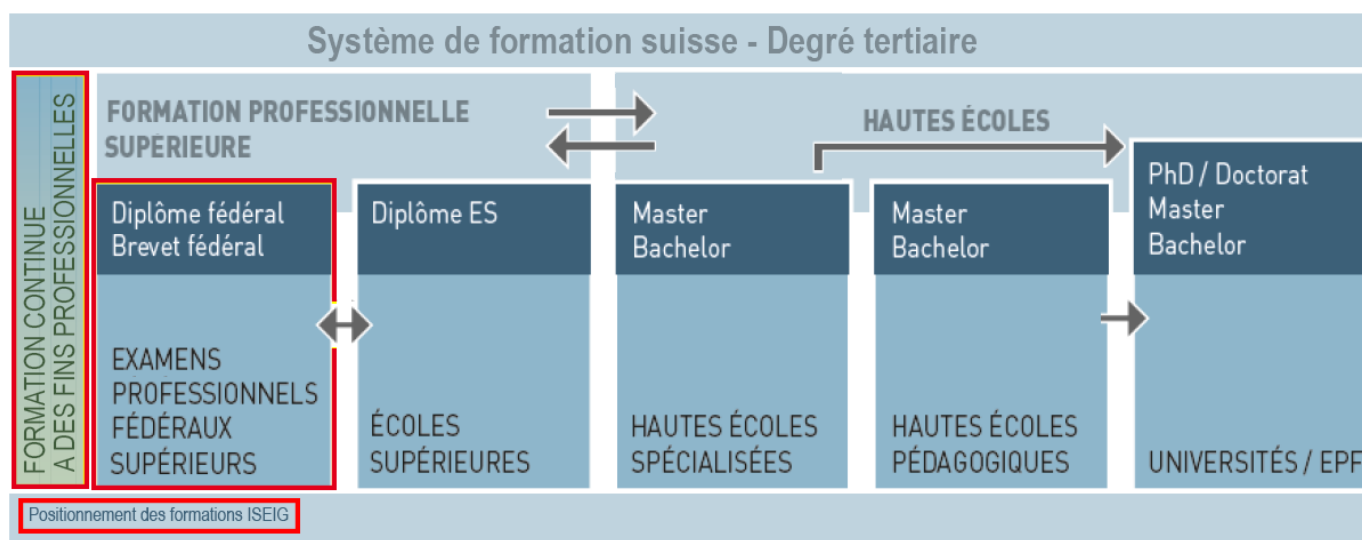 Système de formation suisse - Degré tertiaire
FORMATION CONTINUE
A DES FINS PROFESSIONNELLES
FORMATION PROFESSIONNELLE
SUPÉRIEURE
HAUTES ÉCOLES
Diplôme fédéral
Brevet fédéral
EXAMENS
PROFESSIONNELS
FÉDÉRAUX
SUPÉRIEURS
Diplôme ES
ÉCOLES
SUPÉRIEURES
Master
Bachelor
HAUTES ÉCOLES
SPÉCIALISÉES
Master
Bachelor
HAUTES ÉCOLES
PÉDAGOGIQUES
PhD / Doctorat
Master
Bachelor
UNIVERSITÉS / EPF
Positionnement des formations ISEIG